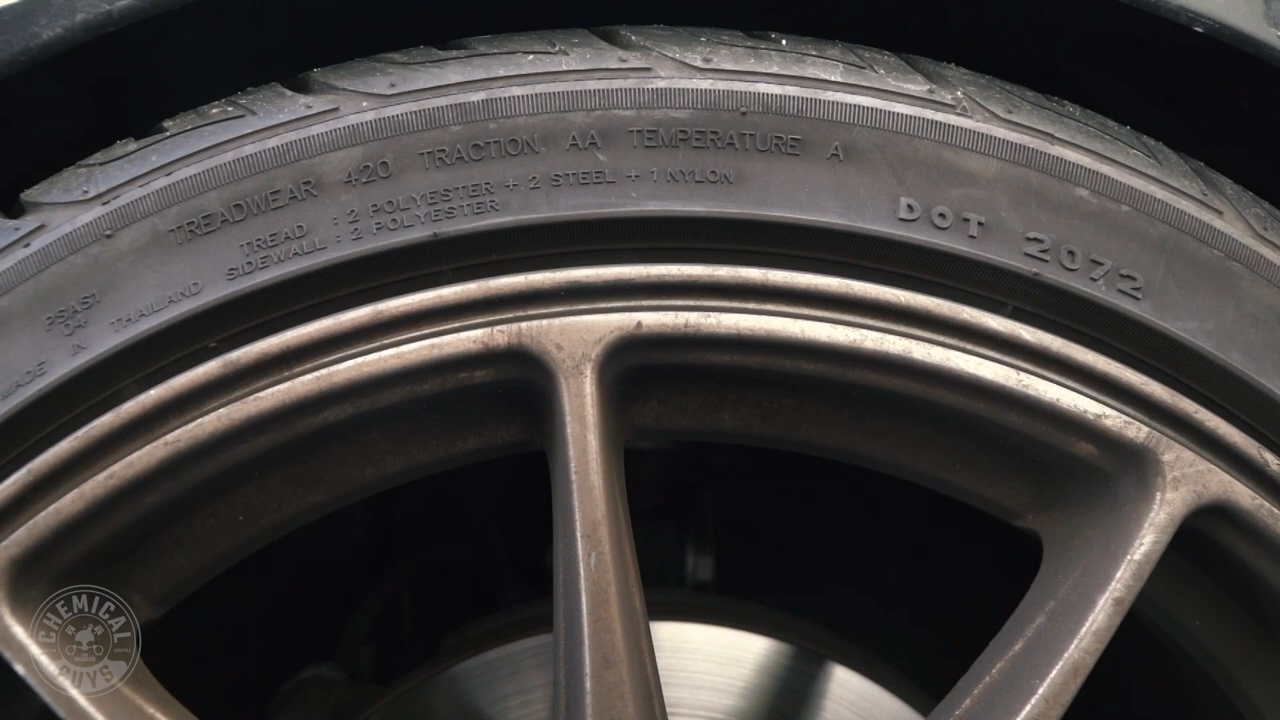 TREADWEAR 420 TRACTION AA TEMPERATURE A
TREAD : 2 POLYESTER + 2 STEEL + 1 NYLON
SIDEWALL : 2 POLYESTER
DOT 2072
PSAS1
04
MADE IN THAILAND
CHEMICAL
GUYS